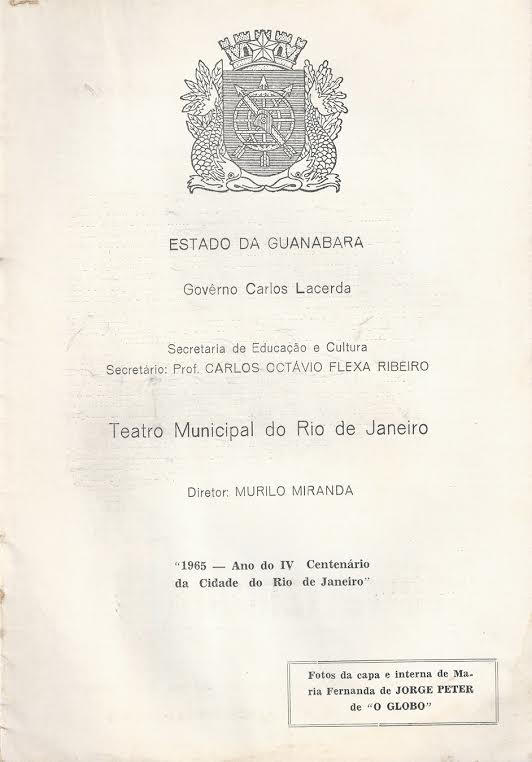 ESTADO DA GUANABARA
Govêrno Carlos Lacerda
Secretaria de Educação e Cultura
Secretário: Prof. CARLOS OCTÁVIO FLEXA RIBEIRO
Teatro Municipal do Rio de Janeiro
Diretor: MURILO MIRANDA
"1965 — Ano do IV Centenário
da Cidade do Rio de Janeiro"
Fotos da capa e interna de Ma-
ria Fernanda de JORGE PETER
de "O GLOBO"